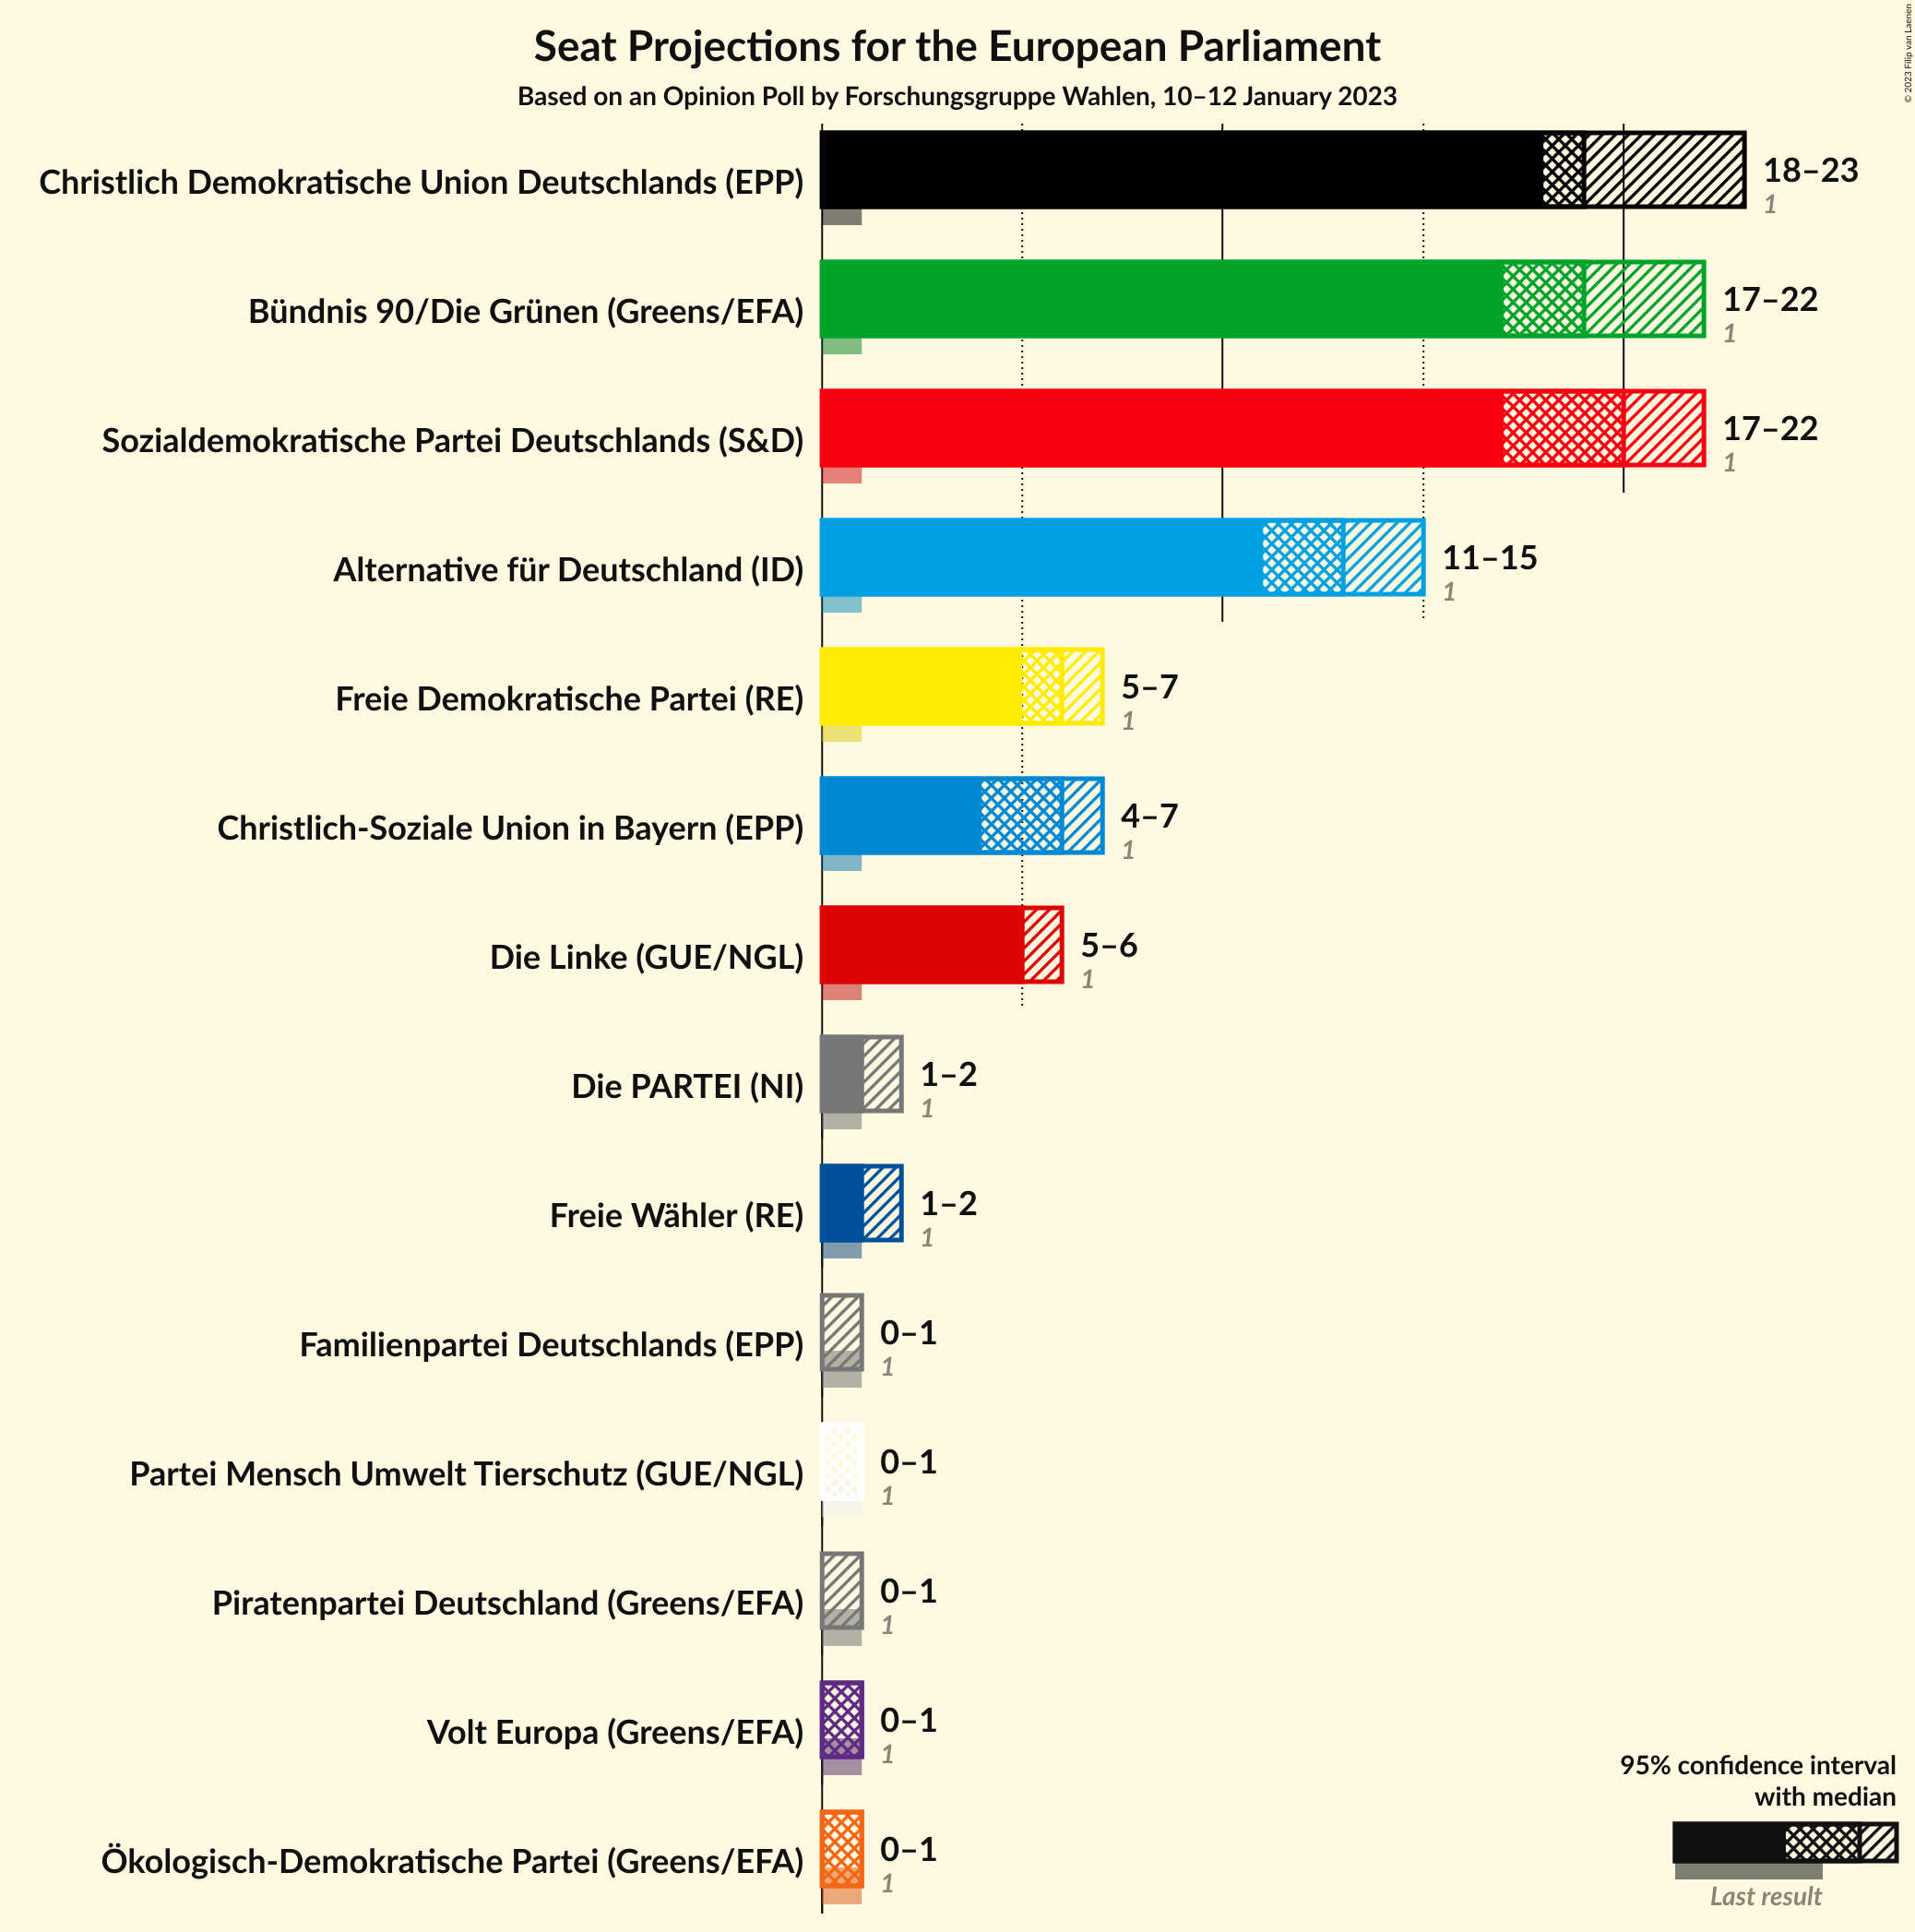 Seat Projections for the European Parliament
Based on an Opinion Poll by Forschungsgruppe Wahlen, 10–12 January 2023
© 2023 Filip van Laenen
Christlich Demokratische Union Deutschlands (EPP)
18–23
1
Bündnis 90/Die Grünen (Greens/EFA)
17–22
1
Sozialdemokratische Partei Deutschlands (S&D)
17–22
1
Alternative für Deutschland (ID)
11–15
1
Freie Demokratische Partei (RE)
5–7
1
Christlich-Soziale Union in Bayern (EPP)
4–7
1
Die Linke (GUE/NGL)
5–6
1
Die PARTEI (NI)
1–2
1
Freie Wähler (RE)
1–2
1
Familienpartei Deutschlands (EPP)
0–1
1
Partei Mensch Umwelt Tierschutz (GUE/NGL)
0–1
1
Piratenpartei Deutschland (Greens/EFA)
0–1
1
Volt Europa (Greens/EFA)
0–1
1
Ökologisch-Demokratische Partei (Greens/EFA)
0–1
1
95% confidence interval
with median
Last result